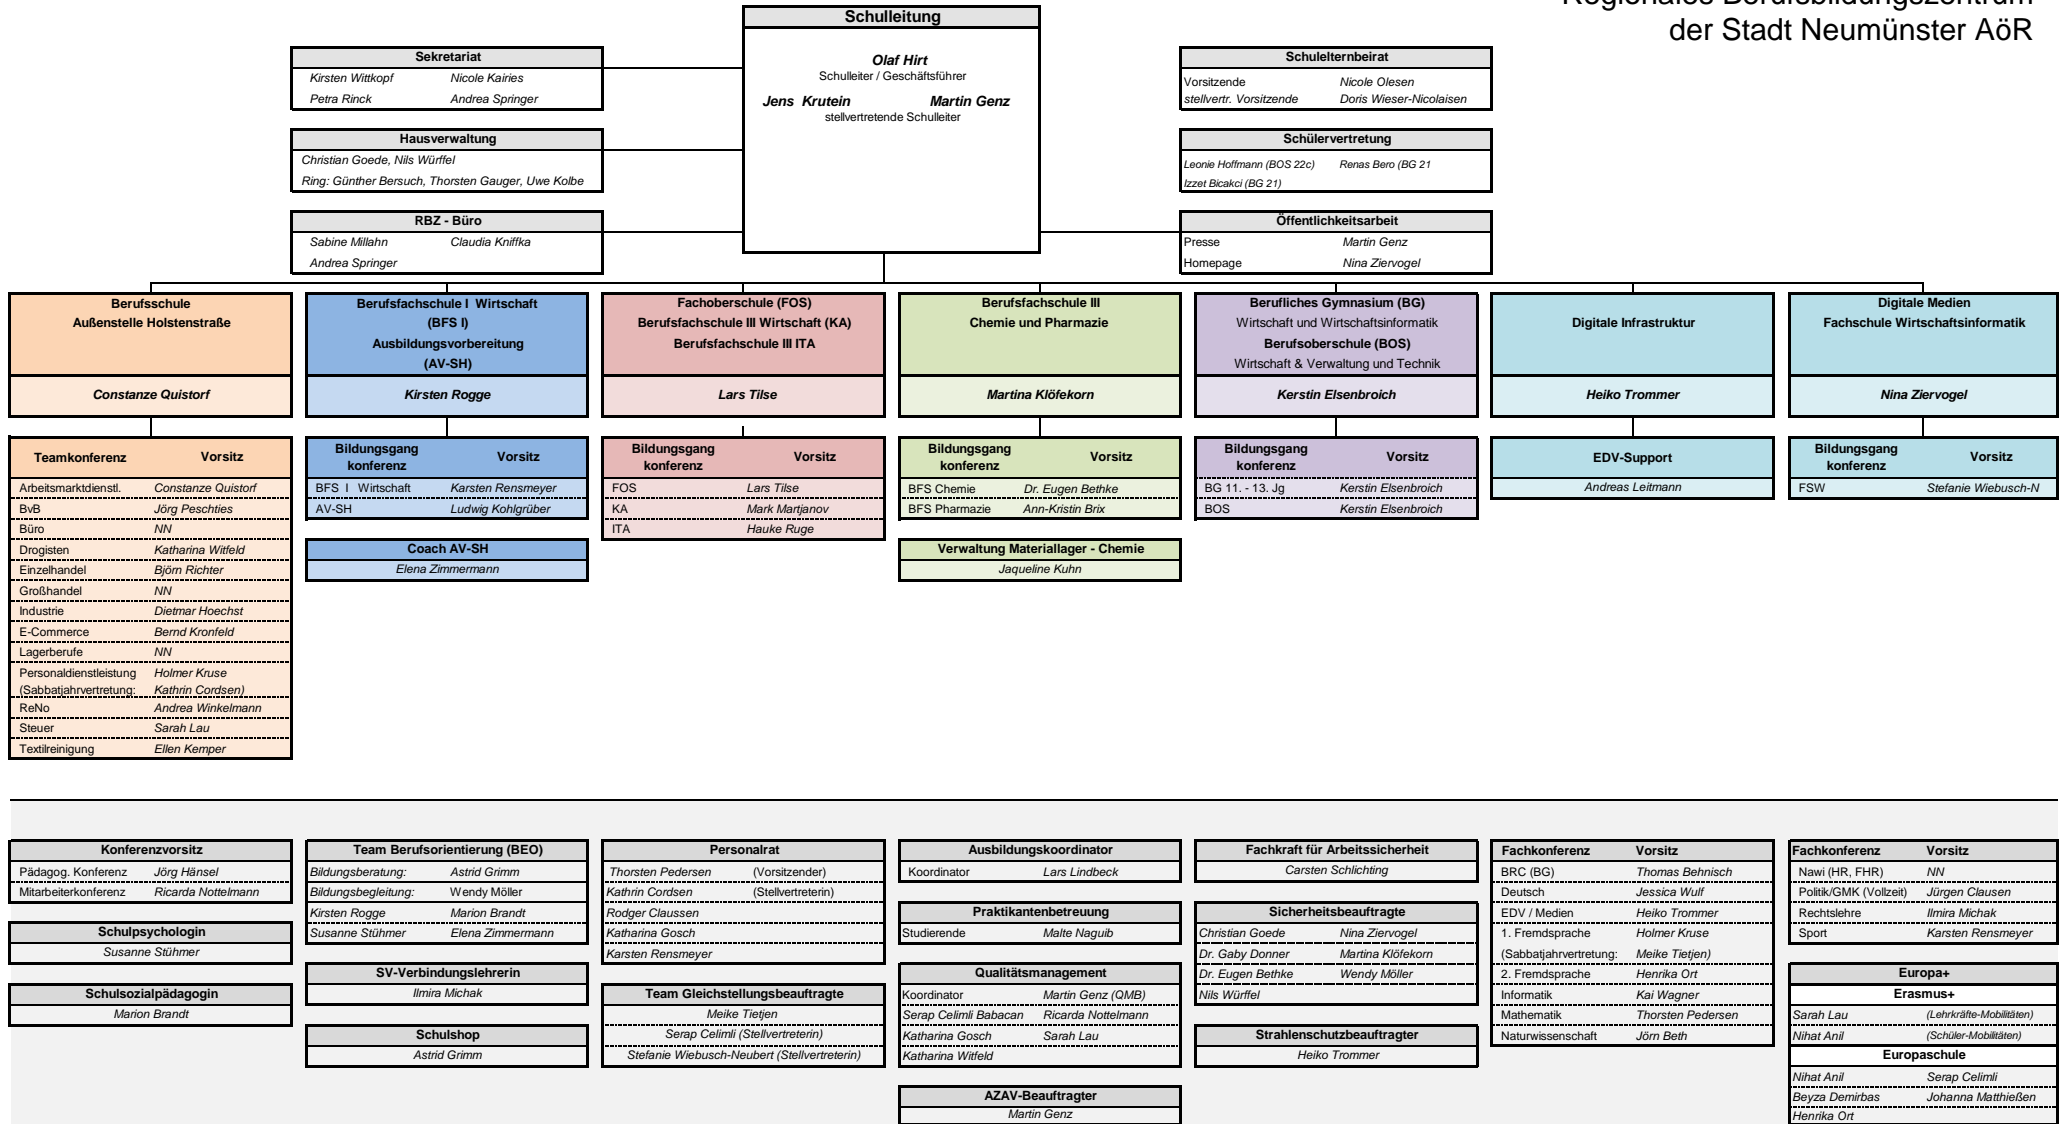 Regionales Berufsbildungszentrum
der Stadt Neumünster AöR
Schulleitung
Olaf Hirt
Schulleiter / Geschäftsführer
Jens Krutein Martin Genz
stellvertretende Schulleiter
Sekretariat
Kirsten Wittkopf Nicole Kairies
Petra Rinck Andrea Springer
Hausverwaltung
Christian Goede, Nils Würffel
Ring: Günther Bersuch, Thorsten Gauger, Uwe Kolbe
RBZ - Büro
Sabine Millahn Claudia Kniffka
Andrea Springer
Schulelternbeirat
Vorsitzende Nicole Olesen
stellvertr. Vorsitzende Doris Wieser-Nicolaisen
Schülervertretung
Leonie Hoffmann (BOS 22c) Renas Bero (BG 21
Izzet Bicakci (BG 21)
Öffentlichkeitsarbeit
Presse Martin Genz
Homepage Nina Ziervogel
Berufsschule
Außenstelle Holstenstraße
Constanze Quistorf
Teamkonferenz Vorsitz
Arbeitsmarktdienstl. Constanze Quistorf
BvB Jörg Peschties
Büro NN
Drogisten Katharina Witfeld
Einzelhandel Björn Richter
Großhandel NN
Industrie Dietmar Hoechst
E-Commerce Bernd Kronfeld
Lagerberufe NN
Personaldienstleistung Holmer Kruse
(Sabbatjahrvertretung: Kathrin Cordsen)
ReNo Andrea Winkelmann
Steuer Sarah Lau
Textilreinigung Ellen Kemper
Berufsfachschule I Wirtschaft
(BFS I)
Ausbildungsvorbereitung
(AV-SH)
Kirsten Rogge
Bildungsgang
konferenz Vorsitz
BFS I Wirtschaft Karsten Rensmeyer
AV-SH Ludwig Kohlgrüber
Coach AV-SH
Elena Zimmermann
Fachoberschule (FOS)
Berufsfachschule III Wirtschaft (KA)
Berufsfachschule III ITA
Lars Tilse
Bildungsgang
konferenz Vorsitz
FOS Lars Tilse
KA Mark Martjanov
ITA Hauke Ruge
Berufsfachschule III
Chemie und Pharmazie
Martina Klöfekorn
Bildungsgang
konferenz Vorsitz
BFS Chemie Dr. Eugen Bethke
BFS Pharmazie Ann-Kristin Brix
Verwaltung Materiallager - Chemie
Jaqueline Kuhn
Berufliches Gymnasium (BG)
Wirtschaft und Wirtschaftsinformatik
Berufsoberschule (BOS)
Wirtschaft & Verwaltung und Technik
Kerstin Elsenbroich
Bildungsgang
konferenz Vorsitz
BG 11. - 13. Jg Kerstin Elsenbroich
BOS Kerstin Elsenbroich
Digitale Infrastruktur
Heiko Trommer
EDV-Support
Andreas Leitmann
Digitale Medien
Fachschule Wirtschaftsinformatik
Nina Ziervogel
Bildungsgang
konferenz Vorsitz
FSW Stefanie Wiebusch-N
Konferenzvorsitz
Pädagog. Konferenz Jörg Hänsel
Mitarbeiterkonferenz Ricarda Nottelmann
Schulpsychologin
Susanne Stühmer
Schulsozialpädagogin
Marion Brandt
Team Berufsorientierung (BEO)
Bildungsberatung: Astrid Grimm
Bildungsbegleitung: Wendy Möller
Kirsten Rogge Marion Brandt
Susanne Stühmer Elena Zimmermann
SV-Verbindungslehrerin
Ilmira Michak
Schulshop
Astrid Grimm
Personalrat
Thorsten Pedersen (Vorsitzender)
Kathrin Cordsen (Stellvertreterin)
Rodger Claussen
Katharina Gosch
Karsten Rensmeyer
Team Gleichstellungsbeauftragte
Meike Tietjen
Serap Celimli (Stellvertreterin)
Stefanie Wiebusch-Neubert (Stellvertreterin)
Ausbildungskoordinator
Koordinator Lars Lindbeck
Praktikantenbetreuung
Studierende Malte Naguib
Qualitätsmanagement
Koordinator Martin Genz (QMB)
Serap Celimli Babacan Ricarda Nottelmann
Katharina Gosch Sarah Lau
Katharina Witfeld
AZAV-Beauftragter
Martin Genz
Fachkraft für Arbeitssicherheit
Carsten Schlichting
Sicherheitsbeauftragte
Christian Goede Nina Ziervogel
Dr. Gaby Donner Martina Klöfekorn
Dr. Eugen Bethke Wendy Möller
Nils Würffel
Strahlenschutzbeauftragter
Heiko Trommer
Fachkonferenz Vorsitz
BRC (BG) Thomas Behnisch
Deutsch Jessica Wulf
EDV / Medien Heiko Trommer
1. Fremdsprache Holmer Kruse
(Sabbatjahrvertretung: Meike Tietjen)
2. Fremdsprache Henrika Ort
Informatik Kai Wagner
Mathematik Thorsten Pedersen
Naturwissenschaft Jörn Beth
Fachkonferenz Vorsitz
Nawi (HR, FHR) NN
Politik/GMK (Vollzeit) Jürgen Clausen
Rechtslehre Ilmira Michak
Sport Karsten Rensmeyer
Europa+
Erasmus+
Sarah Lau (Lehrkräfte-Mobilitäten)
Nihat Anil (Schüler-Mobilitäten)
Europaschule
Nihat Anil Serap Celimli
Beyza Demirbas Johanna Matthießen
Henrika Ort